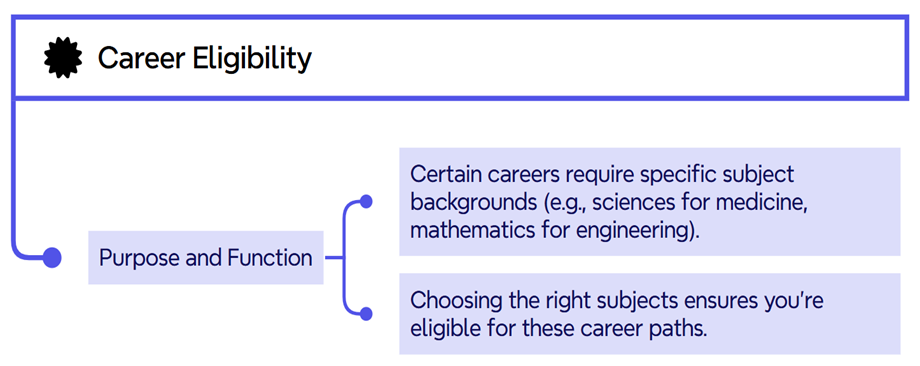 Career Eligibility
Certain careers require specific subject
backgrounds (e.g., sciences for medicine,
mathematics for engineering).
Purpose and Function
Choosing the right subjects ensures you’re
eligible for these career paths.